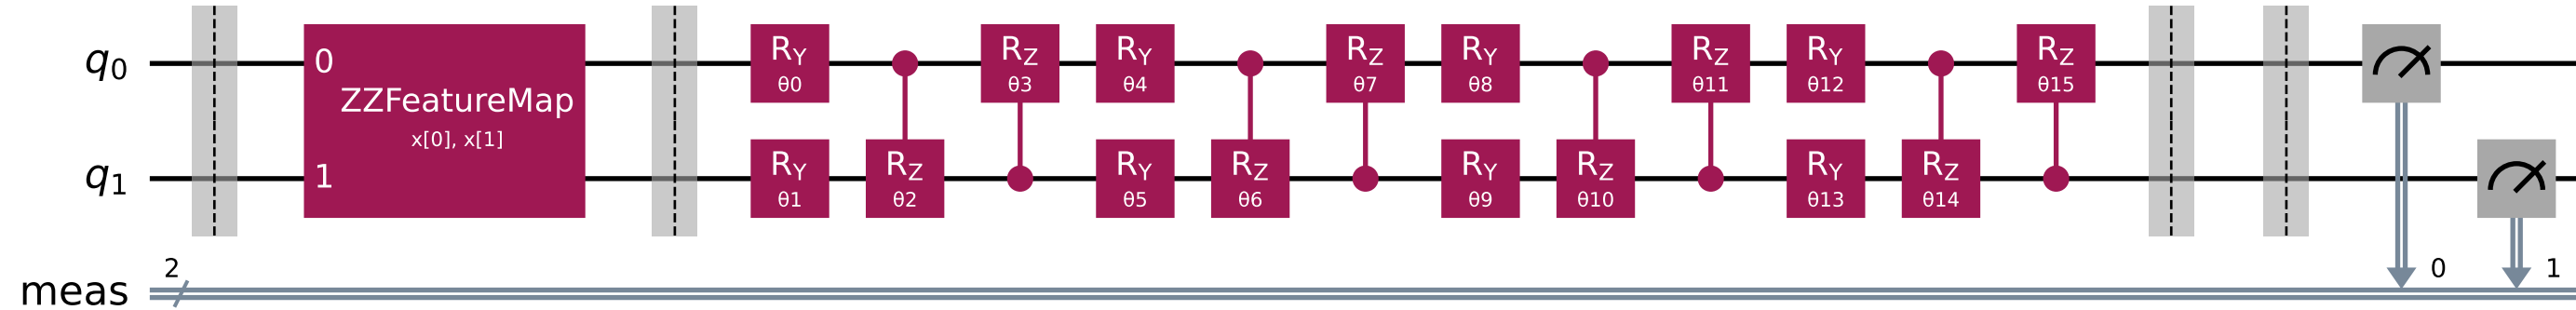 q0 0 ZZFeatureMap x[0], x[1] RY θ0 RZ θ3 RY θ4 RZ θ7 RY θ8 RZ θ11 RY θ12 RZ θ15
q1 1 RY θ1 RZ θ2 RY θ5 RZ θ6 RY θ9 RZ θ10 RY θ13 RZ θ14
meas 2 0 1